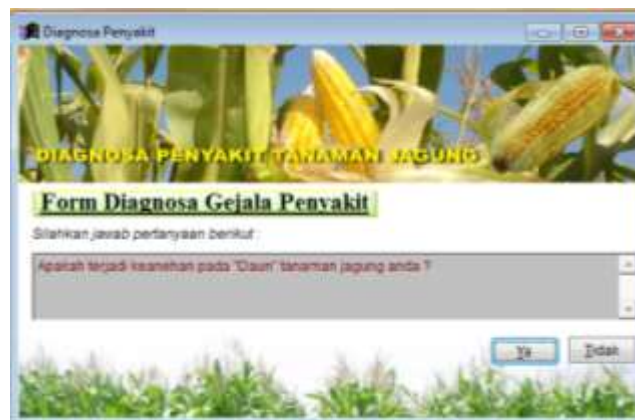 Diagnosa Penyakit
DIAGNOSA PENYAKIT TANAMAN JAGUNG
Form Diagnosa Gejala Penyakit
Silahkan jawab pertanyaan berikut :
Apakah terjadi keanehan pada "Daun" tanaman jagung anda ?
Ya
Tidak